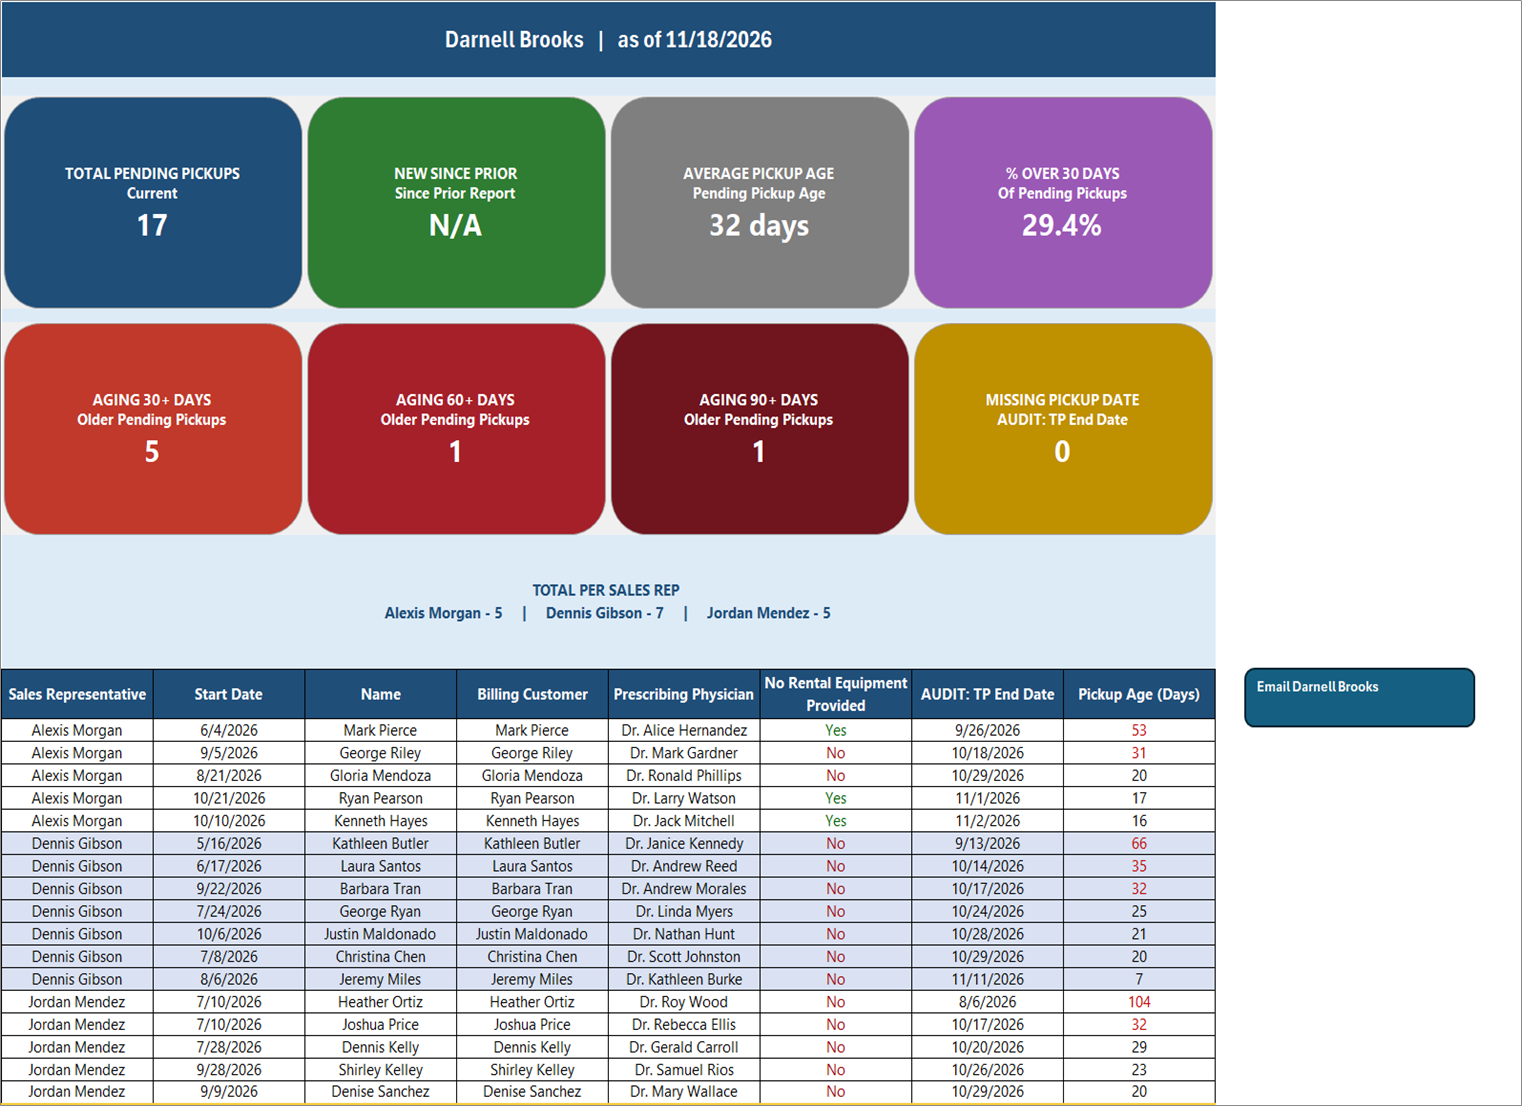 Darnell Brooks | as of 11/18/2026
TOTAL PENDING PICKUPS
Current
17
NEW SINCE PRIOR
Since Prior Report
N/A
AVERAGE PICKUP AGE
Pending Pickup Age
32 days
% OVER 30 DAYS
Of Pending Pickups
29.4%
AGING 30+ DAYS
Older Pending Pickups
5
AGING 60+ DAYS
Older Pending Pickups
1
AGING 90+ DAYS
Older Pending Pickups
1
MISSING PICKUP DATE
AUDIT: TP End Date
0
TOTAL PER SALES REP
Alexis Morgan - 5 | Dennis Gibson - 7 | Jordan Mendez - 5
Sales Representative Start Date Name Billing Customer Prescribing Physician No Rental Equipment Provided AUDIT: TP End Date Pickup Age (Days)
Email Darnell Brooks
Alexis Morgan 6/4/2026 Mark Pierce Mark Pierce Dr. Alice Hernandez Yes 9/26/2026 53
Alexis Morgan 9/5/2026 George Riley George Riley Dr. Mark Gardner No 10/18/2026 31
Alexis Morgan 8/21/2026 Gloria Mendoza Gloria Mendoza Dr. Ronald Phillips No 10/29/2026 20
Alexis Morgan 10/21/2026 Ryan Pearson Ryan Pearson Dr. Larry Watson Yes 11/1/2026 17
Alexis Morgan 10/10/2026 Kenneth Hayes Kenneth Hayes Dr. Jack Mitchell Yes 11/2/2026 16
Dennis Gibson 5/16/2026 Kathleen Butler Kathleen Butler Dr. Janice Kennedy No 9/13/2026 66
Dennis Gibson 6/17/2026 Laura Santos Laura Santos Dr. Andrew Reed No 10/14/2026 35
Dennis Gibson 9/22/2026 Barbara Tran Barbara Tran Dr. Andrew Morales No 10/17/2026 32
Dennis Gibson 7/24/2026 George Ryan George Ryan Dr. Linda Myers No 10/24/2026 25
Dennis Gibson 10/6/2026 Justin Maldonado Justin Maldonado Dr. Nathan Hunt No 10/28/2026 21
Dennis Gibson 7/8/2026 Christina Chen Christina Chen Dr. Scott Johnston No 10/29/2026 20
Dennis Gibson 8/6/2026 Jeremy Miles Jeremy Miles Dr. Kathleen Burke No 11/11/2026 7
Jordan Mendez 7/10/2026 Heather Ortiz Heather Ortiz Dr. Roy Wood No 8/6/2026 104
Jordan Mendez 7/10/2026 Joshua Price Joshua Price Dr. Rebecca Ellis No 10/17/2026 32
Jordan Mendez 7/28/2026 Dennis Kelly Dennis Kelly Dr. Gerald Carroll No 10/20/2026 29
Jordan Mendez 9/28/2026 Shirley Kelley Shirley Kelley Dr. Samuel Rios No 10/26/2026 23
Jordan Mendez 9/9/2026 Denise Sanchez Denise Sanchez Dr. Mary Wallace No 10/29/2026 20